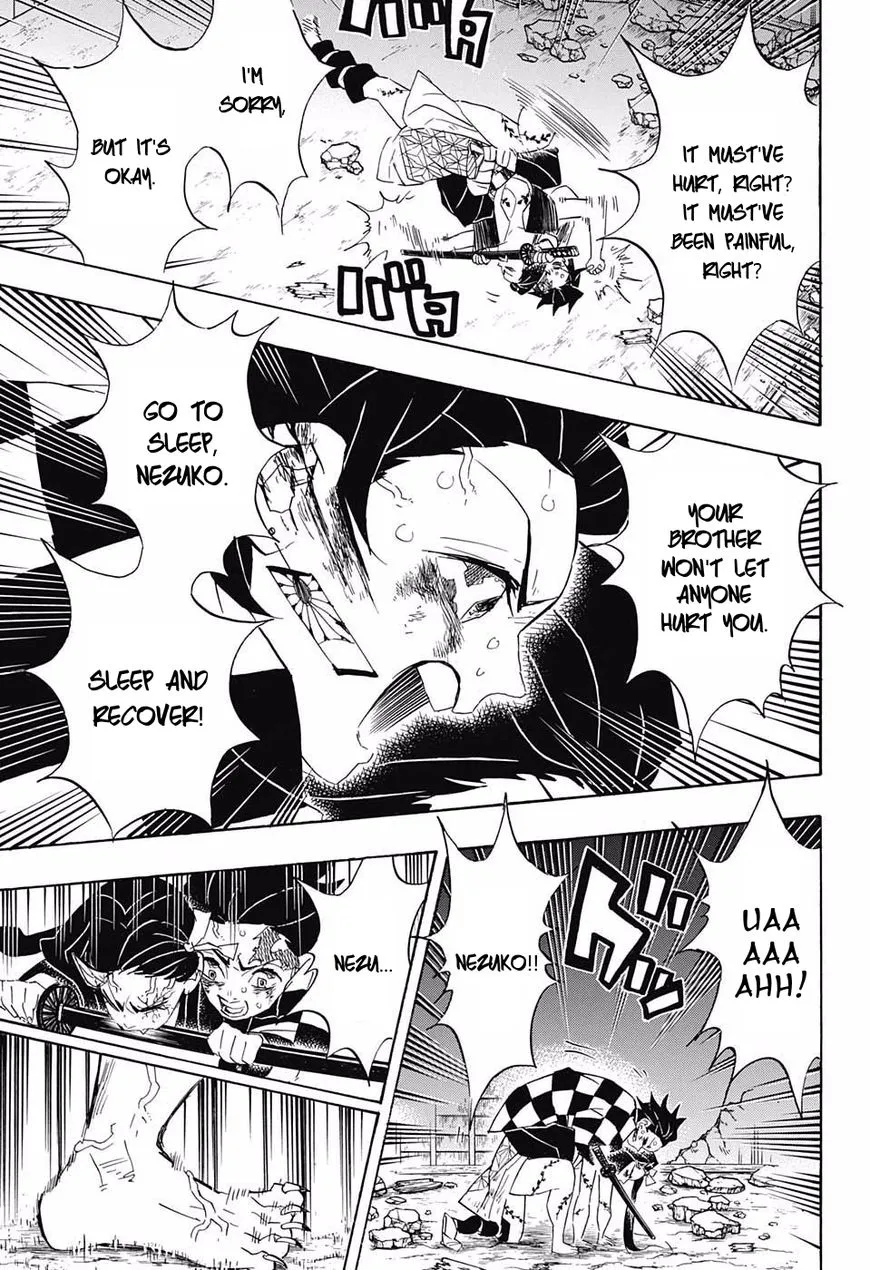 IT MUST'VE
HURT, RIGHT?
IT MUST'VE
BEEN PAINFUL,
RIGHT?
I'M
SORRY,
BUT IT'S
OKAY.
YOUR
BROTHER
WON'T LET
ANYONE
HURT YOU.
GO TO
SLEEP,
NEZUKO.
SLEEP AND
RECOVER!
UAA
AAA
AHH!
NEZUKO!!
NEZU...